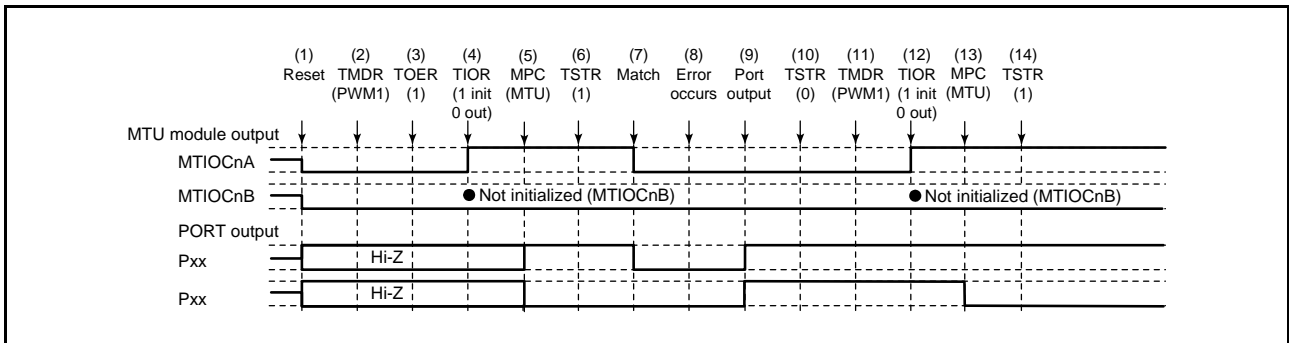 (1) (2) (3) (4) (5) (6) (7) (8) (9) (10) (11) (12) (13) (14)
Reset TMDR TOER TIOR MPC TSTR Match Error Port TSTR TMDR TIOR MPC TSTR
(PWM1) (1) (1 init (MTU) (1) occurs output (0) (PWM1) (1 init (MTU) (1)
0 out) 0 out)
MTU module output
MTIOCnA
MTIOCnB ● Not initialized (MTIOCnB) ● Not initialized (MTIOCnB)
PORT output
Pxx Hi-Z
Pxx Hi-Z